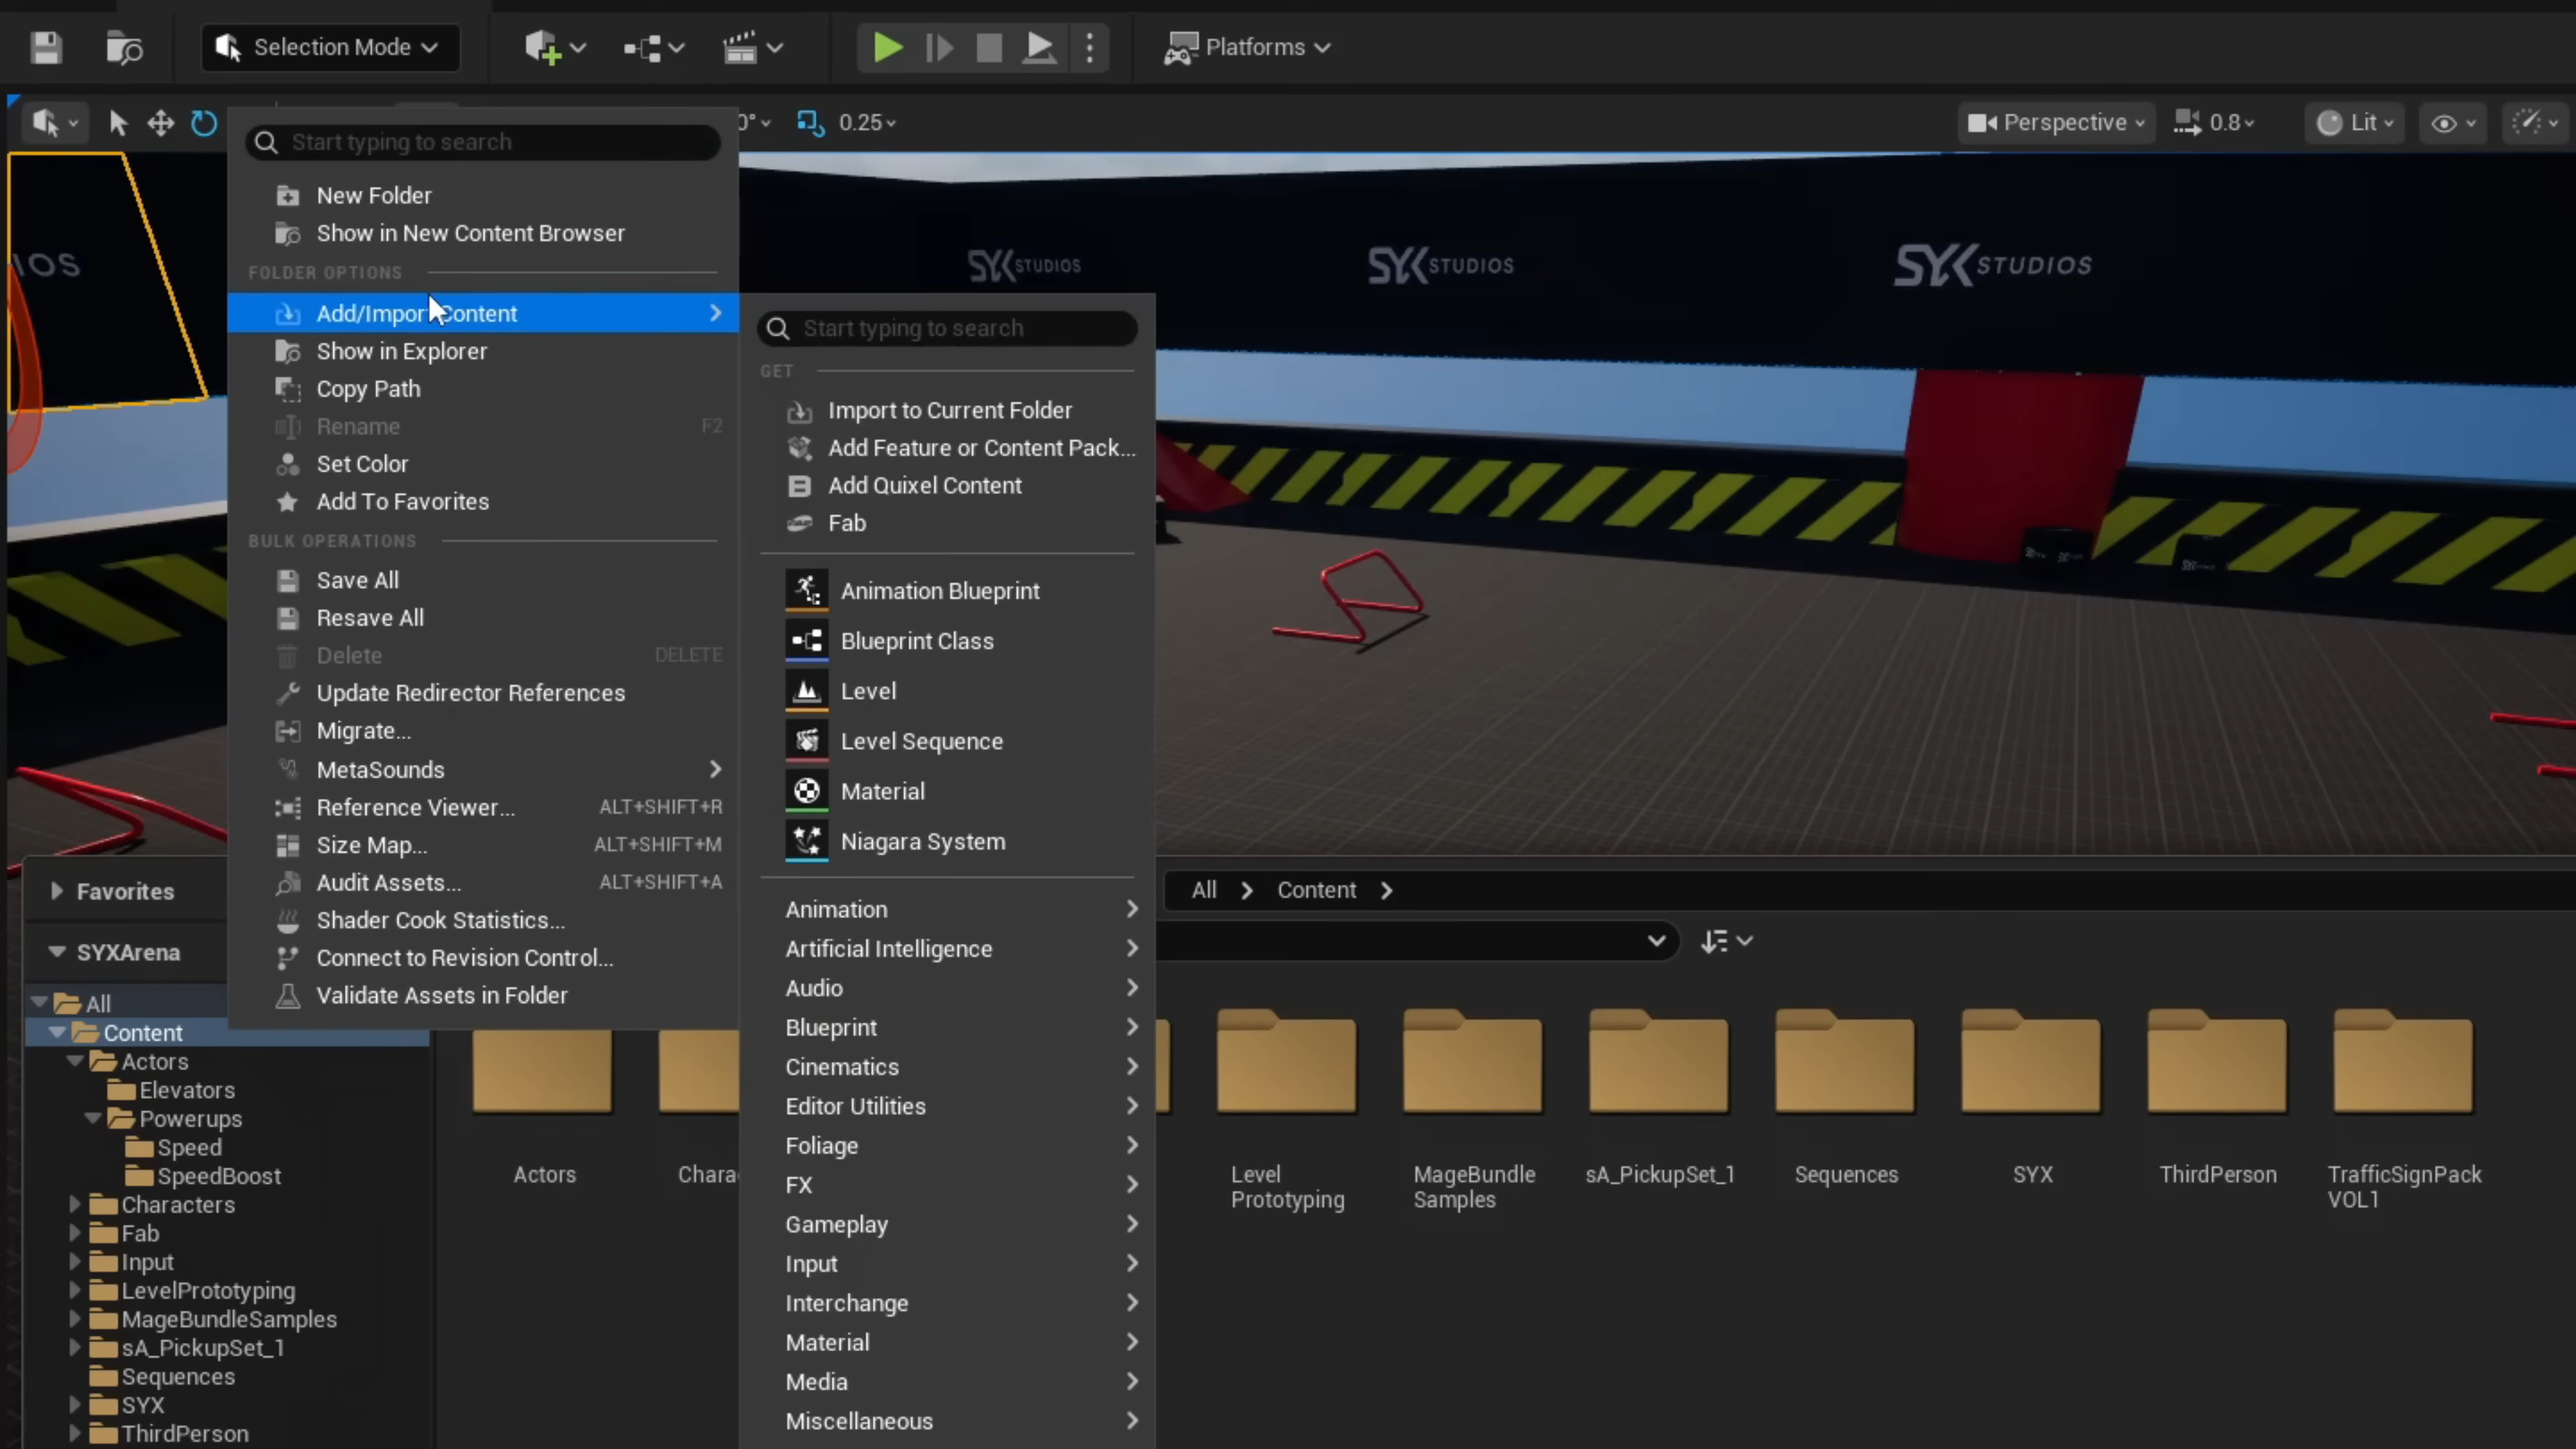 Selection Mode
Platforms
0°
0.25
Perspective
0.8
Lit
Start typing to search
New Folder
Show in New Content Browser
FOLDER OPTIONS
Add/Import Content
Show in Explorer
Copy Path
Rename F2
Set Color
Add To Favorites
BULK OPERATIONS
Save All
Resave All
Delete DELETE
Update Redirector References
Migrate...
MetaSounds
Reference Viewer... ALT+SHIFT+R
Size Map... ALT+SHIFT+M
Audit Assets... ALT+SHIFT+A
Shader Cook Statistics...
Connect to Revision Control...
Validate Assets in Folder
Start typing to search
GET
Import to Current Folder
Add Feature or Content Pack...
Add Quixel Content
Fab
Animation Blueprint
Blueprint Class
Level
Level Sequence
Material
Niagara System
Animation
Artificial Intelligence
Audio
Blueprint
Cinematics
Editor Utilities
Foliage
FX
Gameplay
Input
Interchange
Material
Media
Miscellaneous
IOS
SYX STUDIOS
SYX STUDIOS
SYX STUDIOS
Favorites
SYXArena
All
Content
Actors
Elevators
Powerups
Speed
SpeedBoost
Characters
Fab
Input
LevelPrototyping
MageBundleSamples
sA_PickupSet_1
Sequences
SYX
ThirdPerson
All > Content >
Actors
Charac
Level
Prototyping
MageBundle
Samples
sA_PickupSet_1
Sequences
SYX
ThirdPerson
TrafficSignPack
VOL1